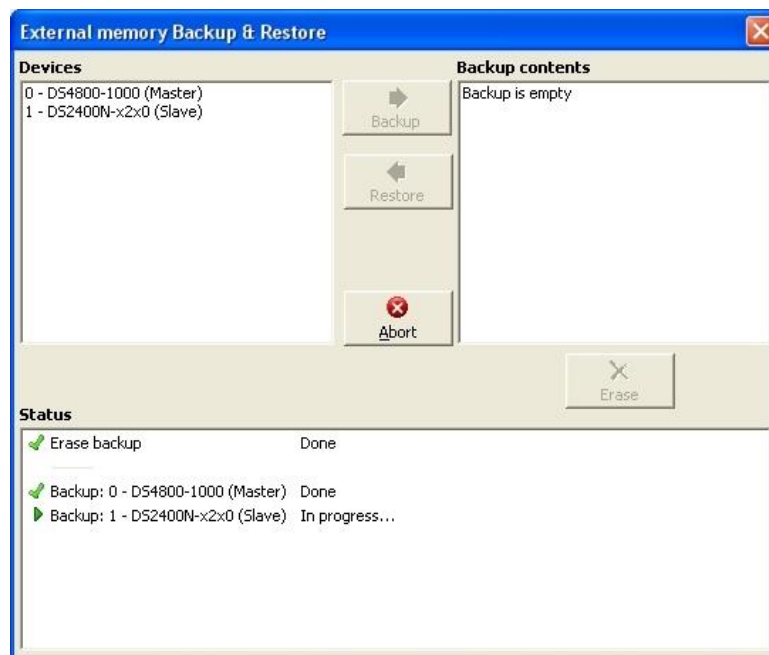 External memory Backup & Restore
Devices
0 - DS4800-1000 (Master)
1 - DS2400N-x2x0 (Slave)
Backup
Restore
Abort
Backup contents
Backup is empty
Erase
Status
Erase backup Done
Backup: 0 - DS4800-1000 (Master) Done
Backup: 1 - DS2400N-x2x0 (Slave) In progress...